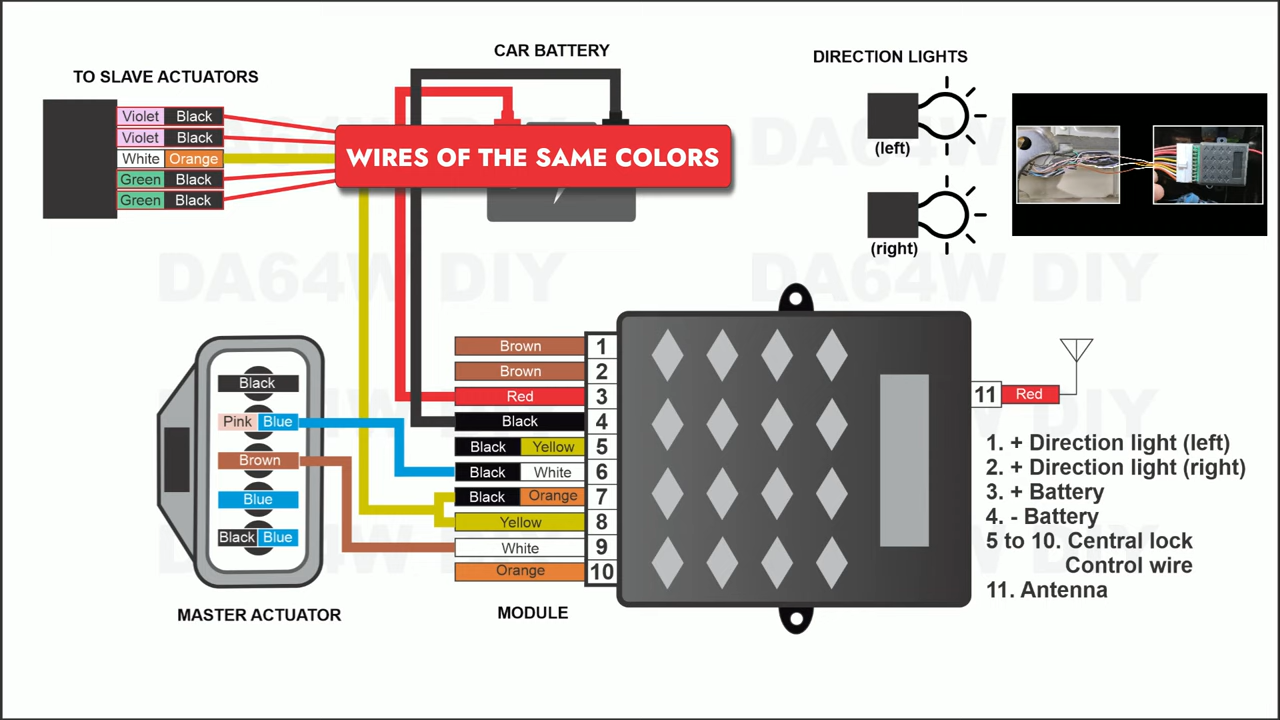 CAR BATTERY
DIRECTION LIGHTS
TO SLAVE ACTUATORS
Violet Black
Violet Black
White Orange
Green Black
Green Black
WIRES OF THE SAME COLORS
(left)
(right)
DA64W DIY
DA64W DIY
Black
Pink Blue
Brown
Blue
Black Blue
MASTER ACTUATOR
Brown 1
Brown 2
Red 3
Black 4
Black Yellow 5
Black White 6
Black Orange 7
Yellow 8
White 9
Orange 10
MODULE
11 Red
1. + Direction light (left)
2. + Direction light (right)
3. + Battery
4. - Battery
5 to 10. Central lock
Control wire
11. Antenna